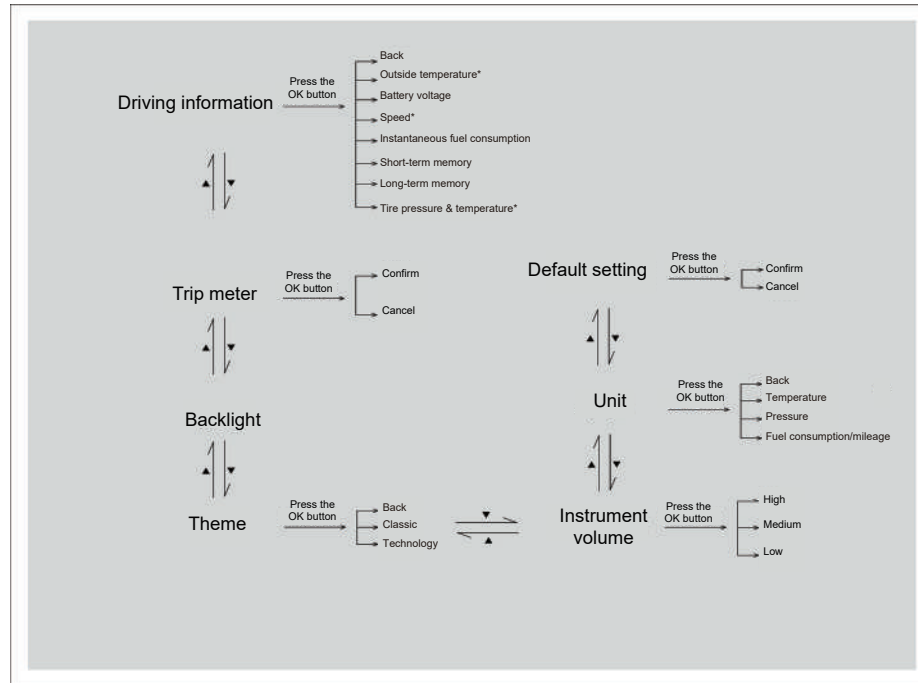 Driving information
Press the
OK button
Back
Outside temperature*
Battery voltage
Speed*
Instantaneous fuel consumption
Short-term memory
Long-term memory
Tire pressure & temperature*
Trip meter
Press the
OK button
Confirm
Cancel
Backlight
Theme
Press the
OK button
Back
Classic
Technology
Default setting
Press the
OK button
Confirm
Cancel
Unit
Press the
OK button
Back
Temperature
Pressure
Fuel consumption/mileage
Instrument
volume
Press the
OK button
High
Medium
Low